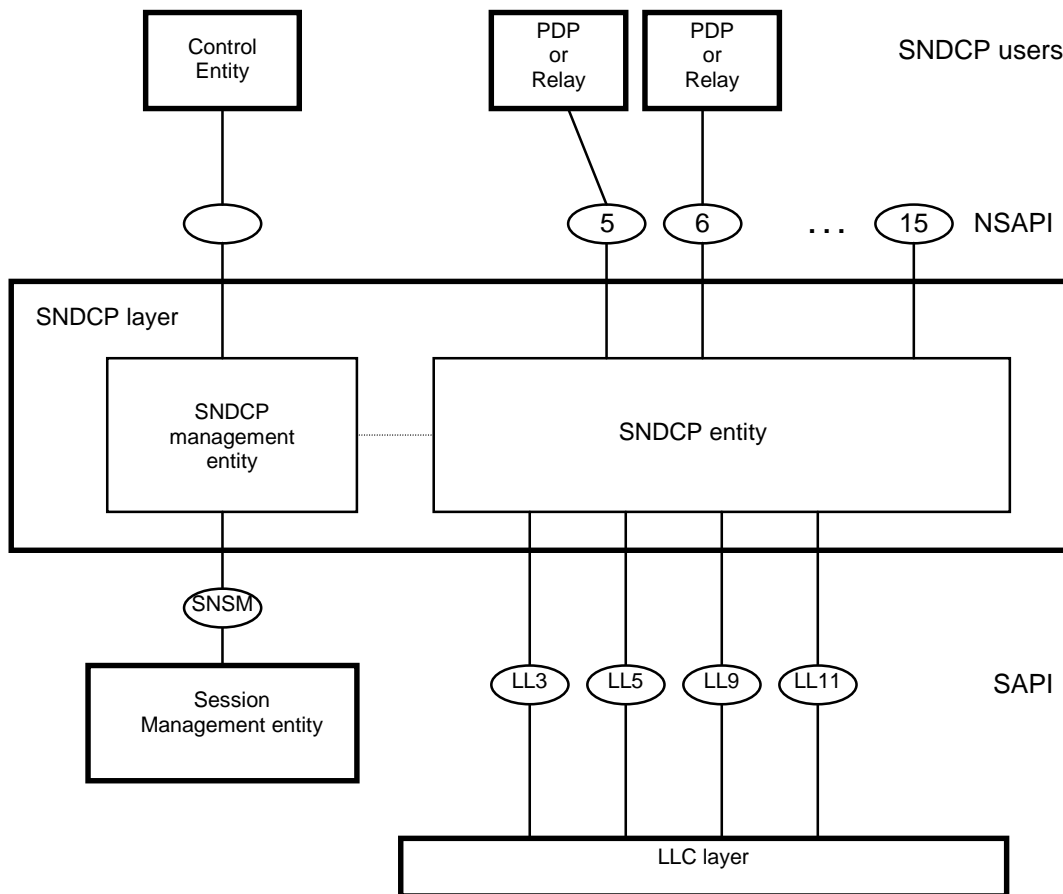 Control
Entity
PDP
or
Relay
PDP
or
Relay
SNDCP users
5
6
. . .
15
NSAPI
SNDCP layer
SNDCP
management
entity
SNDCP entity
SNSM
LL3
LL5
LL9
LL11
SAPI
Session
Management entity
LLC layer